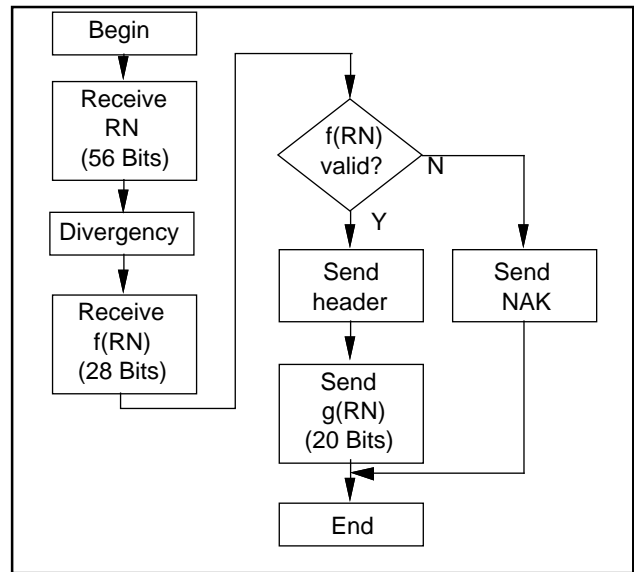 Begin
Receive
RN
(56 Bits)
Divergency
Receive
f(RN)
(28 Bits)
f(RN)
valid?
N
Y
Send
header
Send
NAK
Send
g(RN)
(20 Bits)
End